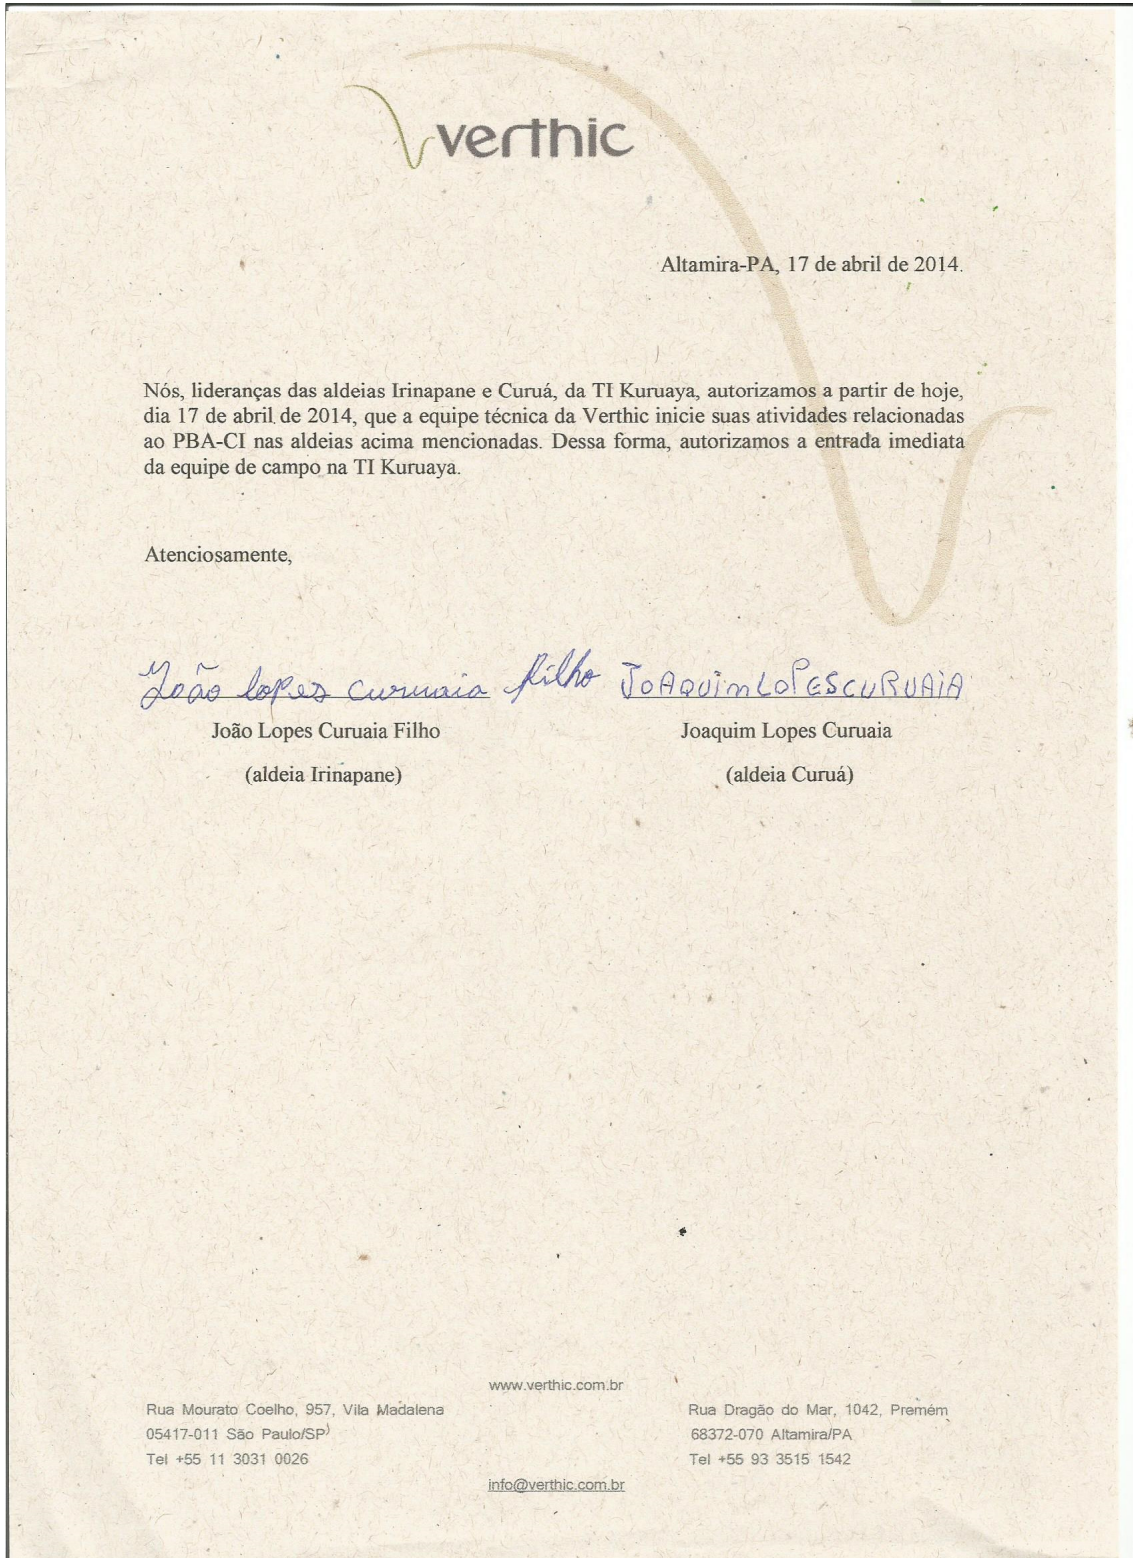 verthic
Altamira-PA, 17 de abril de 2014.
Nós, lideranças das aldeias Irinapane e Curuá, da TI Kuruaya, autorizamos a partir de hoje,
dia 17 de abril de 2014, que a equipe técnica da Verthic inicie suas atividades relacionadas
ao PBA-CI nas aldeias acima mencionadas. Dessa forma, autorizamos a entrada imediata
da equipe de campo na TI Kuruaya.
Atenciosamente,
João lopes curuaia filho JOAQUIM LOPES CURUAIA
João Lopes Curuaia Filho Joaquim Lopes Curuaia
(aldeia Irinapane) (aldeia Curuá)
www.verthic.com.br
Rua Mourato Coelho, 957, Vila Madalena Rua Dragão do Mar, 1042, Premém
05417-011 São Paulo/SP 68372-070 Altamira/PA
Tel +55 11 3031 0026 Tel +55 93 3515 1542
info@verthic.com.br